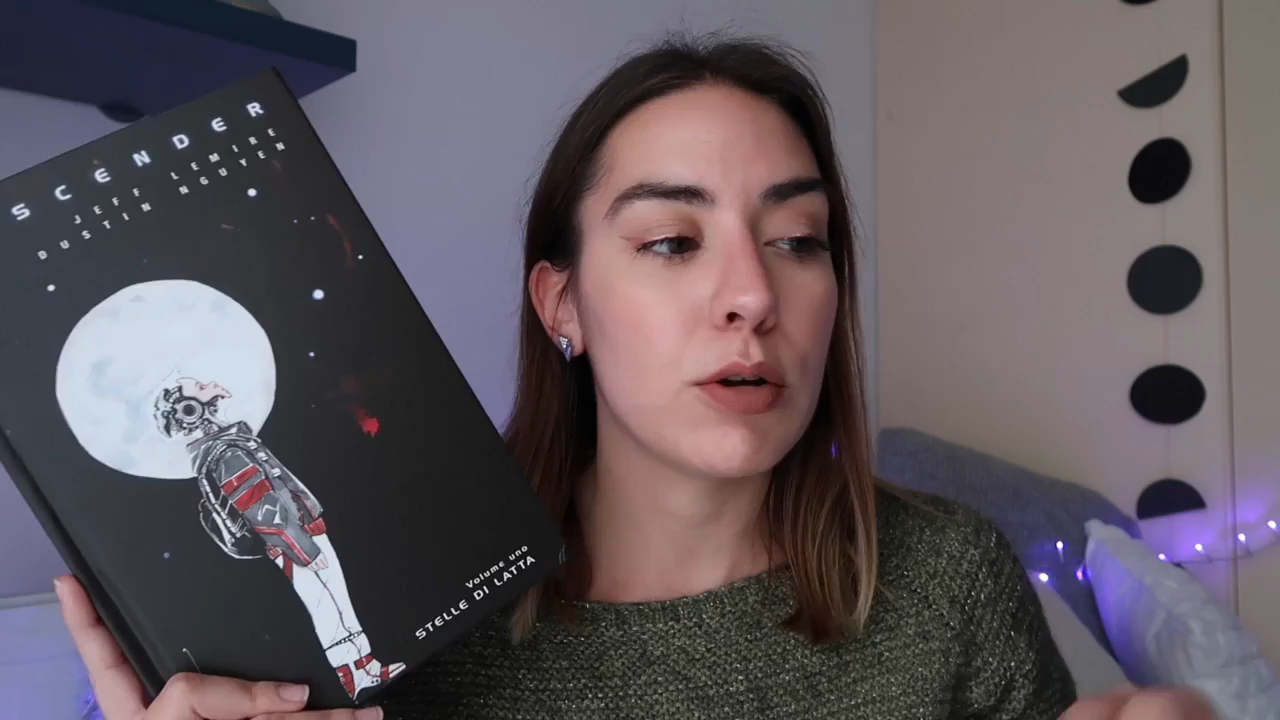 SCENDER
JEFF LEMIRE
DUSTIN NGUYEN
Volume uno
STELLE DI LATTA